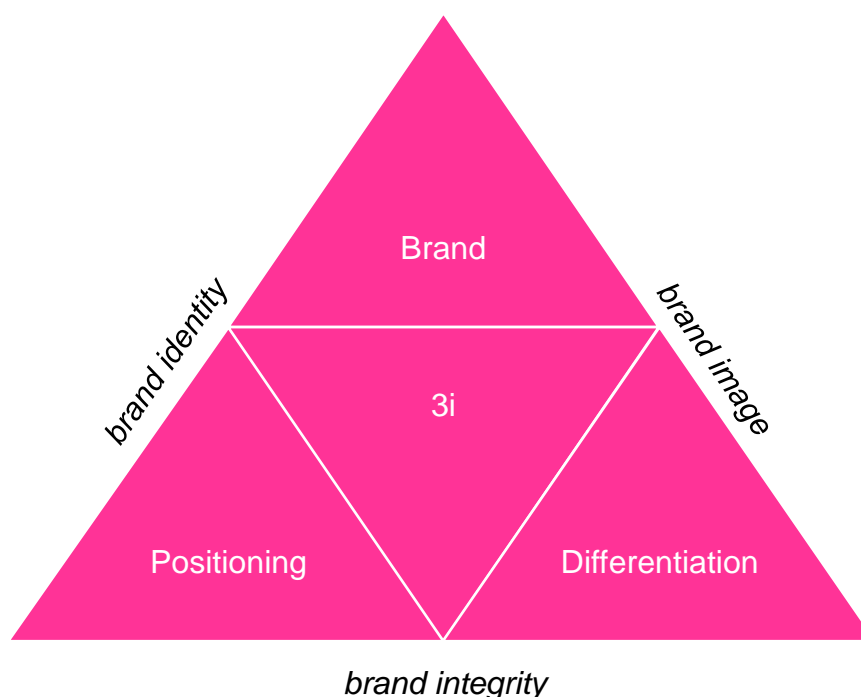 Brand
brand identity
brand image
3i
Positioning
Differentiation
brand integrity